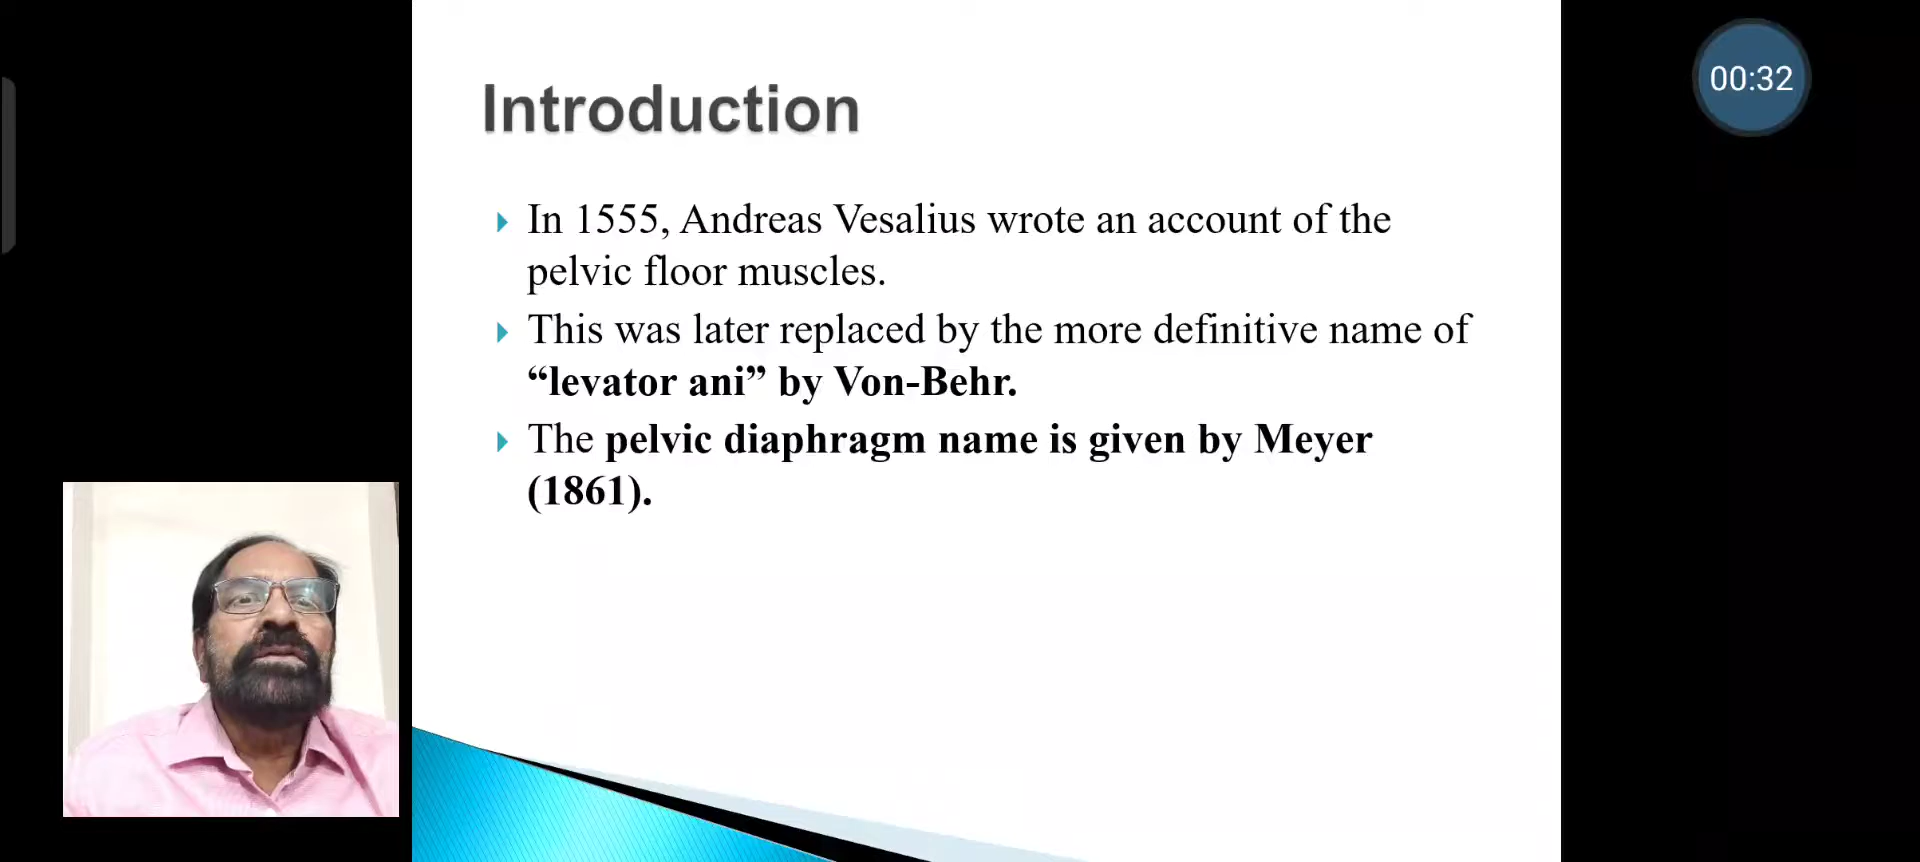 00:32
Introduction
In 1555, Andreas Vesalius wrote an account of the
pelvic floor muscles.
This was later replaced by the more definitive name of
“levator ani” by Von-Behr.
The pelvic diaphragm name is given by Meyer
(1861).